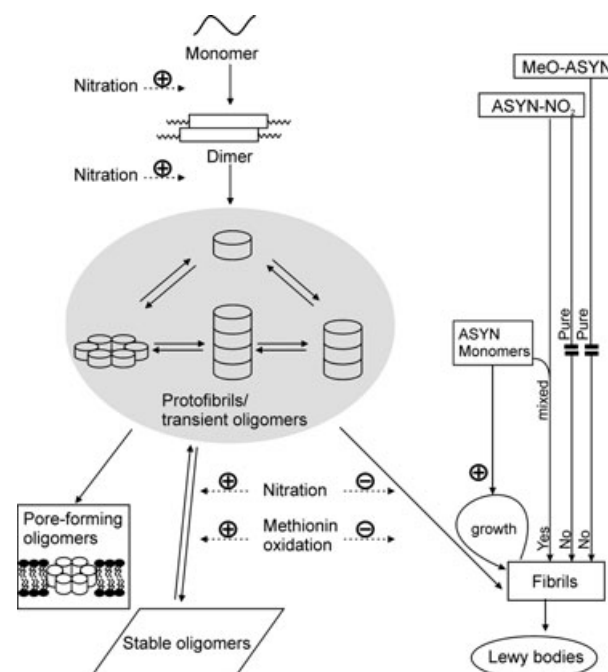 Monomer
Nitration
+
Dimer
Nitration
+
Protofibrils/
transient oligomers
+
Nitration
−
+
Methionin
oxidation
−
Pore-forming
oligomers
Stable oligomers
MeO-ASYN
ASYN-NO2
ASYN
Monomers
mixed
Pure
Pure
+
growth
Yes
No
No
Fibrils
Lewy bodies